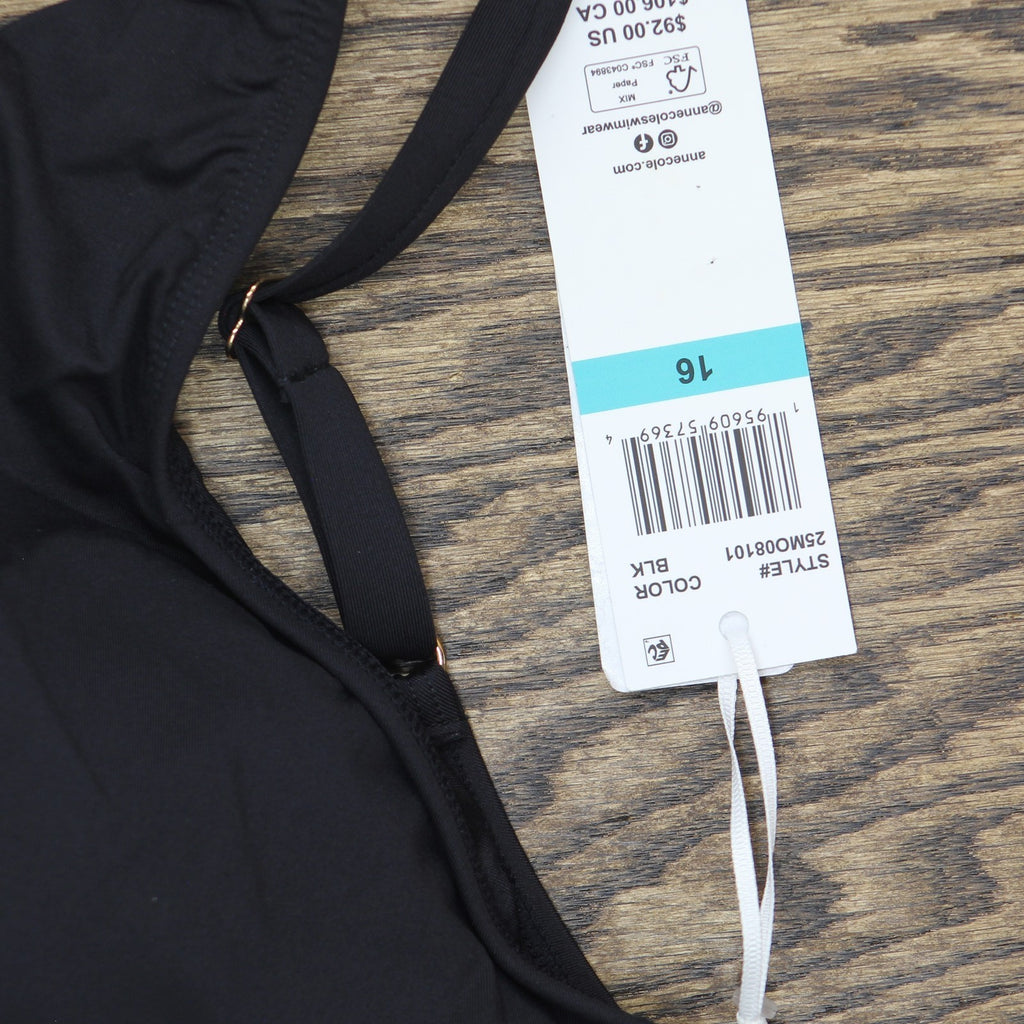 STYLE# COLOR
25MO08101 BLK
1 95609 57369 4
16
annecole.com
@annecoleswimwear
MIX
Paper
FSC FSC® C043894
$92.00 US
$106.00 CA